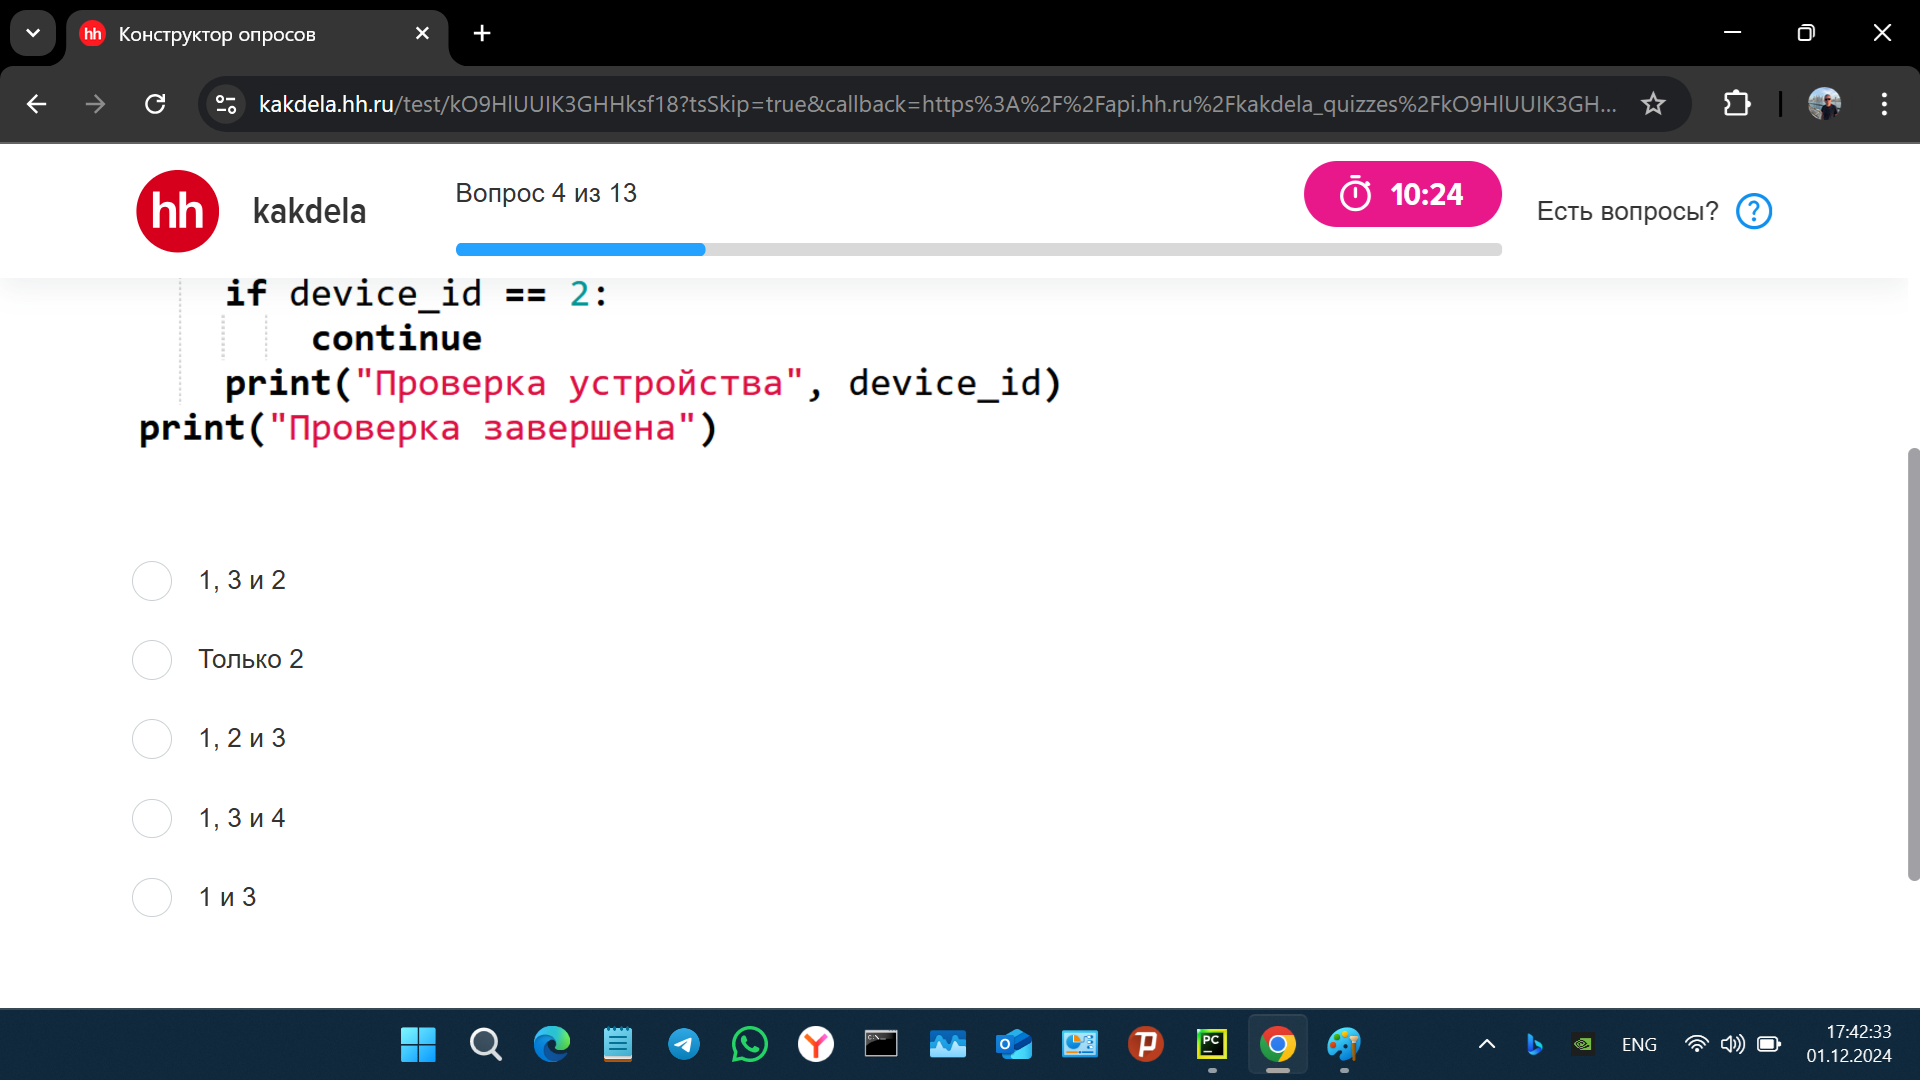 hh Конструктор опросов
kakdela.hh.ru/test/kO9HlUUIK3GHHksf18?tsSkip=true&callback=https%3A%2F%2Fapi.hh.ru%2Fkakdela_quizzes%2FkO9HlUUIK3GH...
hh kakdela
Вопрос 4 из 13
10:24
Есть вопросы? ?
if device_id == 2:
continue
print("Проверка устройства", device_id)
print("Проверка завершена")
1, 3 и 2
Только 2
1, 2 и 3
1, 3 и 4
1 и 3
PC
ENG
17:42:33
01.12.2024